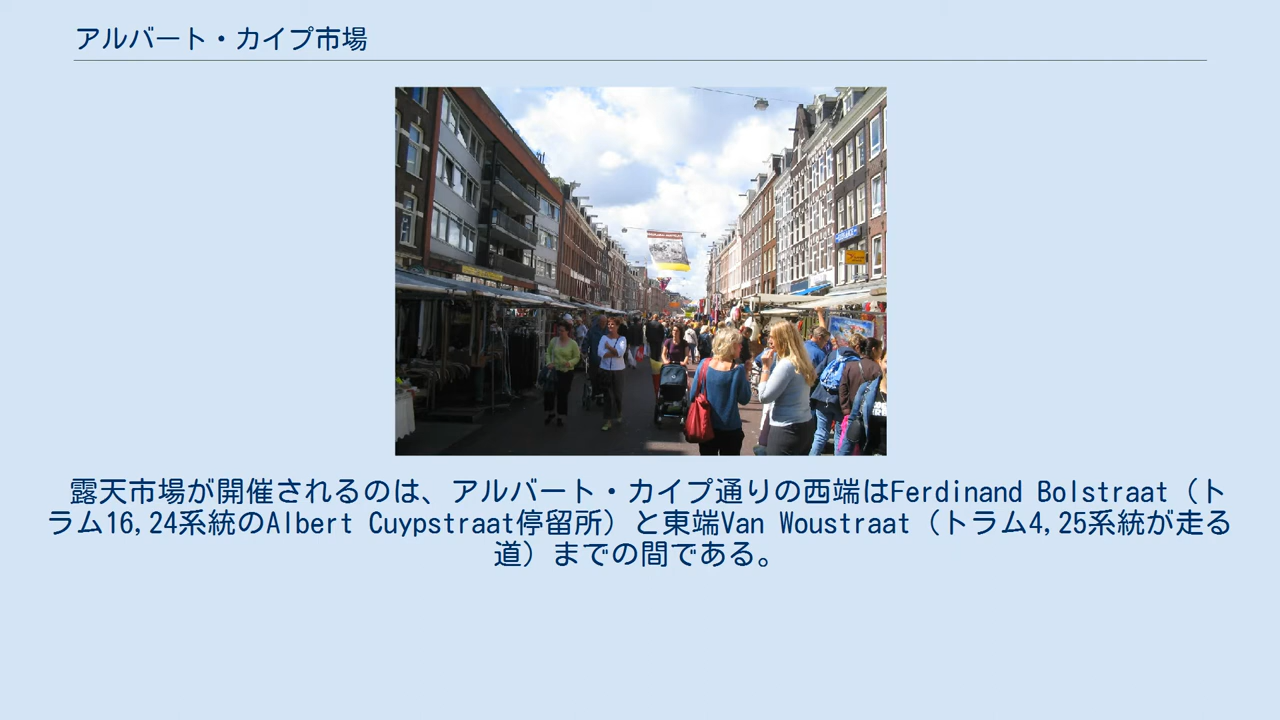 アルバート・カイプ市場
露天市場が開催されるのは、アルバート・カイプ通りの西端はFerdinand Bolstraat（ト
ラム16,24系統のAlbert Cuypstraat停留所）と東端Van Woustraat（トラム4,25系統が走る
道）までの間である。